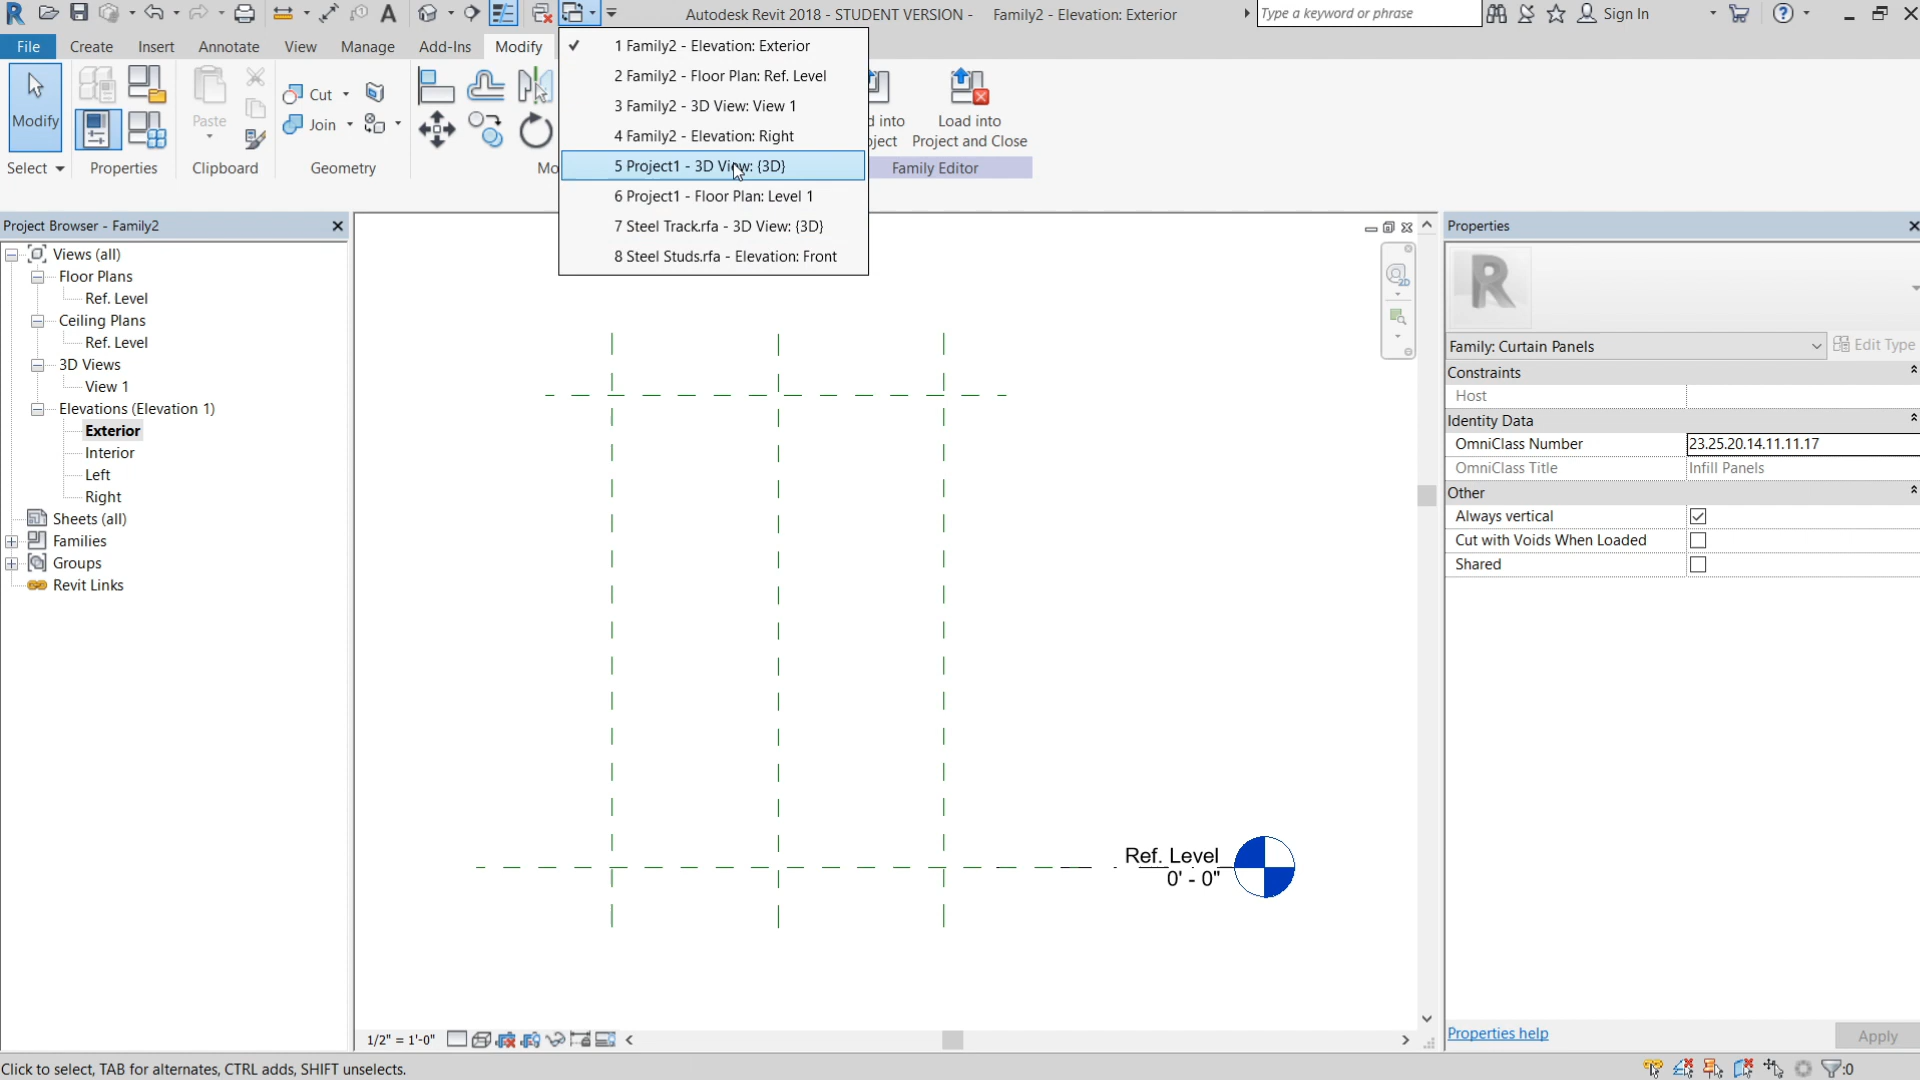 Autodesk Revit 2018 - STUDENT VERSION - Family2 - Elevation: Exterior
Type a keyword or phrase
Sign In
File Create Insert Annotate View Manage Add-Ins Modify
1 Family2 - Elevation: Exterior
2 Family2 - Floor Plan: Ref. Level
3 Family2 - 3D View: View 1
4 Family2 - Elevation: Right
5 Project1 - 3D View: {3D}
6 Project1 - Floor Plan: Level 1
7 Steel Track.rfa - 3D View: {3D}
8 Steel Studs.rfa - Elevation: Front
Modify
Paste
Cut
Join
Load into
Project and Close
Select Properties Clipboard Geometry
Family Editor
Project Browser - Family2
Views (all)
Floor Plans
Ref. Level
Ceiling Plans
Ref. Level
3D Views
View 1
Elevations (Elevation 1)
Exterior
Interior
Left
Right
Sheets (all)
Families
Groups
Revit Links
Ref. Level
0' - 0"
1/2" = 1'-0"
Properties
R
Family: Curtain Panels
Edit Type
Constraints
Host
Identity Data
OmniClass Number 23.25.20.14.11.11.17
OmniClass Title Infill Panels
Other
Always vertical
Cut with Voids When Loaded
Shared
Properties help
Apply
Click to select, TAB for alternates, CTRL adds, SHIFT unselects.
:0